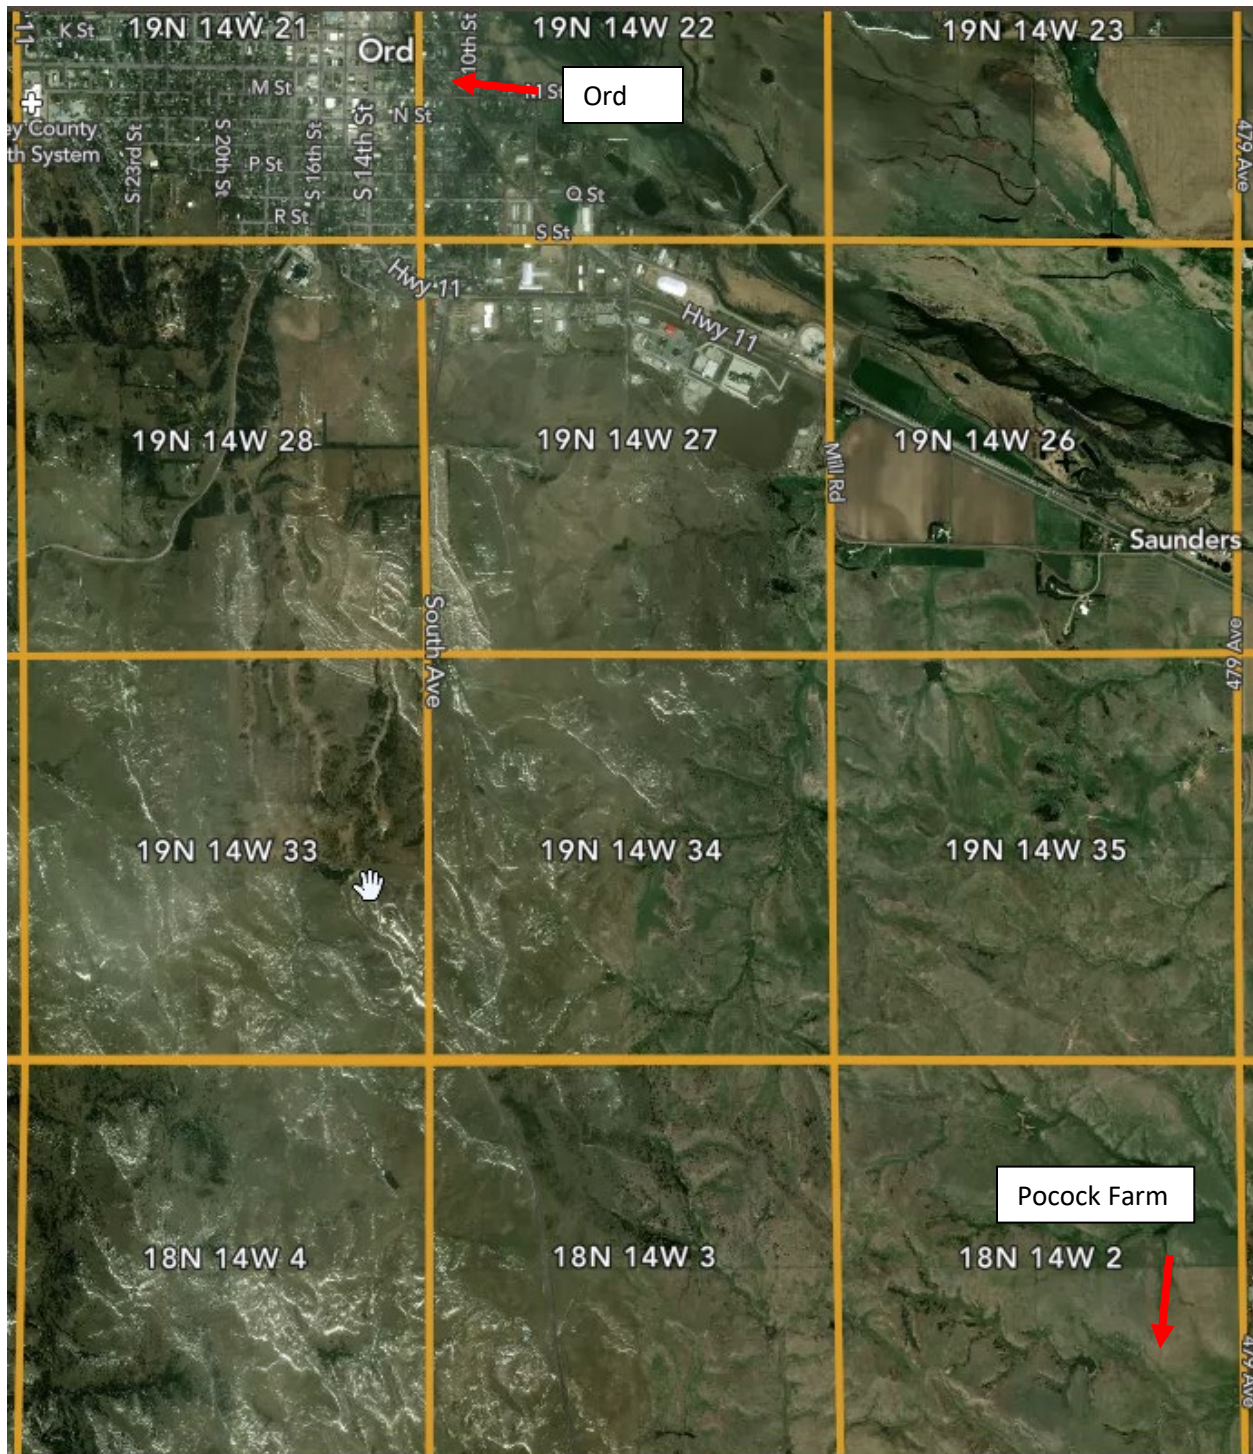 11
K St
19N 14W 21
Ord
10th St
19N 14W 22
19N 14W 23
M St
M St
Ord
N St
ey County
th System
S 23rd St
S 20th St
P St
S 16th St
S 14th St
479 Ave
R St
Q St
S St
Hwy 11
Hwy 11
19N 14W 28
19N 14W 27
19N 14W 26
Mill Rd
Saunders
South Ave
479 Ave
19N 14W 33
19N 14W 34
19N 14W 35
Pocock Farm
18N 14W 4
18N 14W 3
18N 14W 2
479 Ave